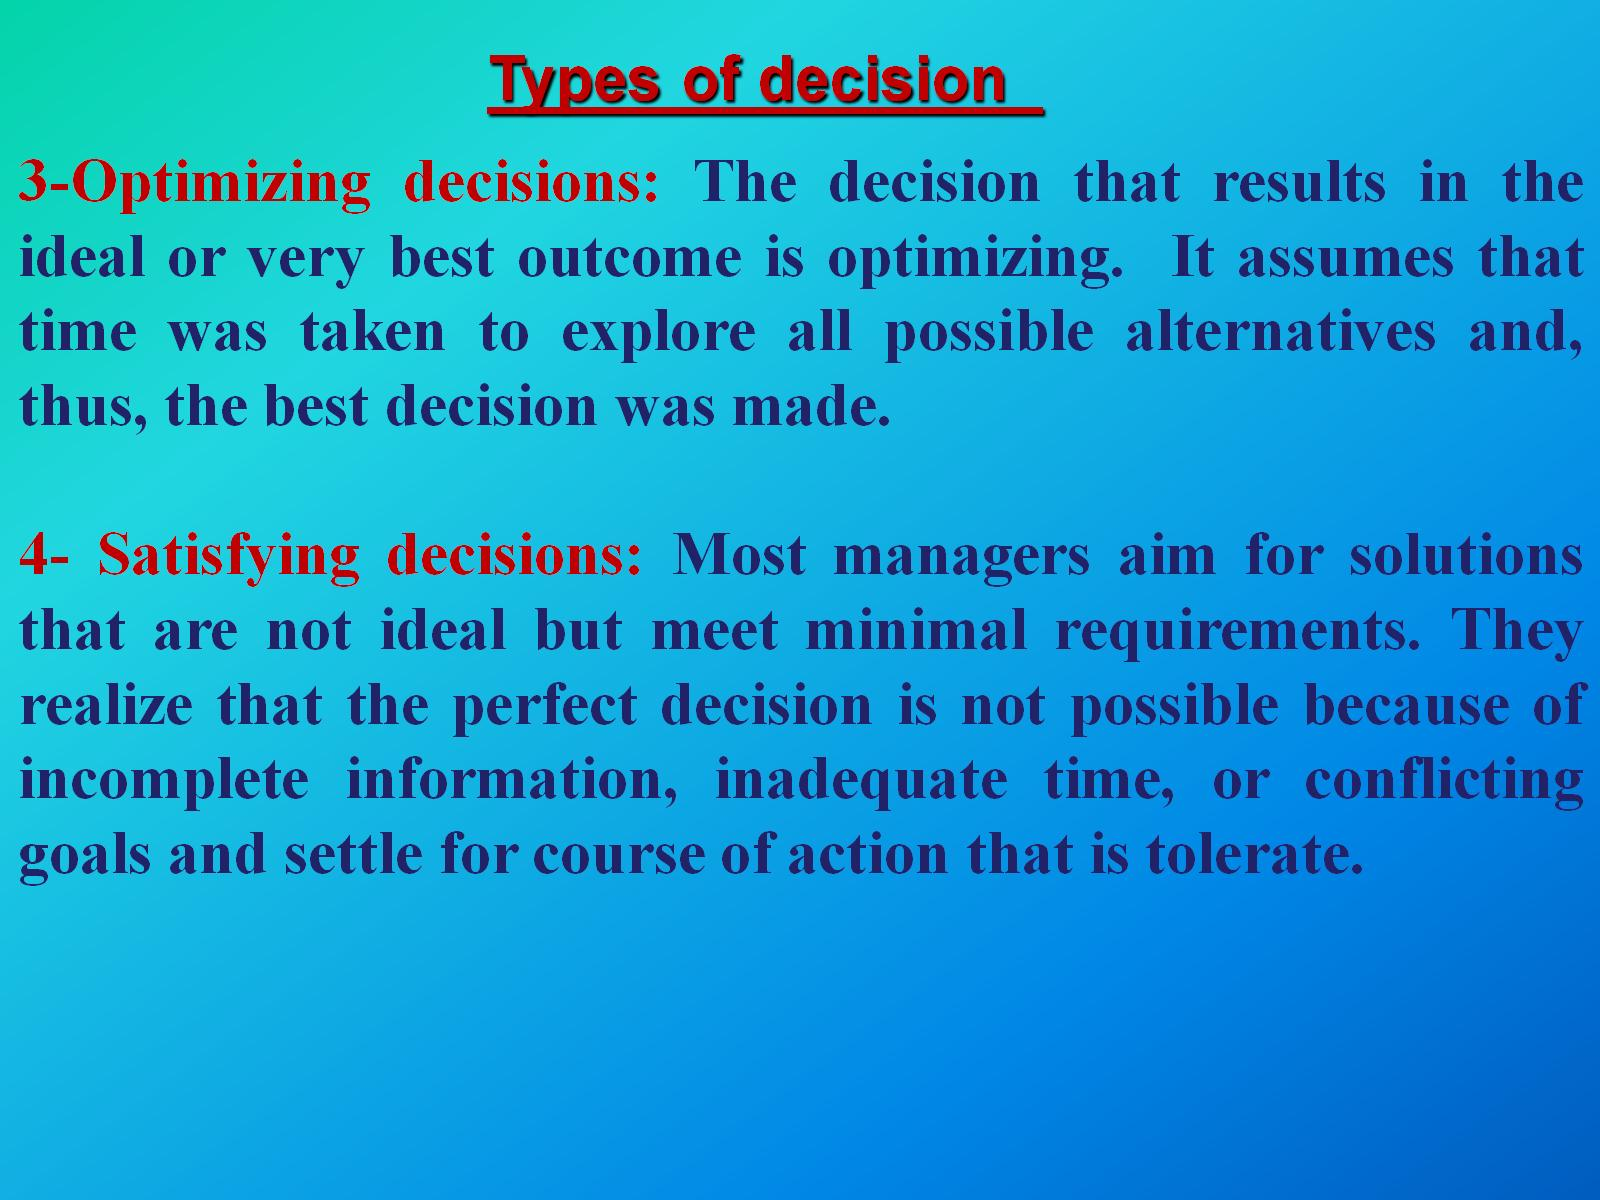 Types of decision
3-Optimizing decisions: The decision that results in the
ideal or very best outcome is optimizing. It assumes that
time was taken to explore all possible alternatives and,
thus, the best decision was made.
4- Satisfying decisions: Most managers aim for solutions
that are not ideal but meet minimal requirements. They
realize that the perfect decision is not possible because of
incomplete information, inadequate time, or conflicting
goals and settle for course of action that is tolerate.